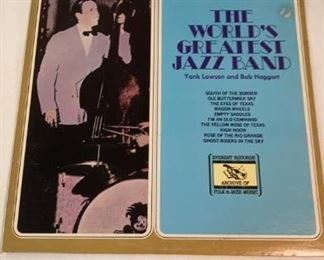 THE
WORLD'S
GREATEST
JAZZ BAND
Yank Lawson and Bob Haggart
SOUTH OF THE BORDER
OLE BUTTERMILK SKY
THE EYES OF TEXAS
WAGON WHEELS
EMPTY SADDLES
I'M AN OLD COWHAND
THE YELLOW ROSE OF TEXAS
HIGH NOON
ROSE OF THE RIO GRANDE
GHOST RIDERS IN THE SKY
EVEREST RECORDS
ARCHIVE OF
FOLK & JAZZ MUSIC